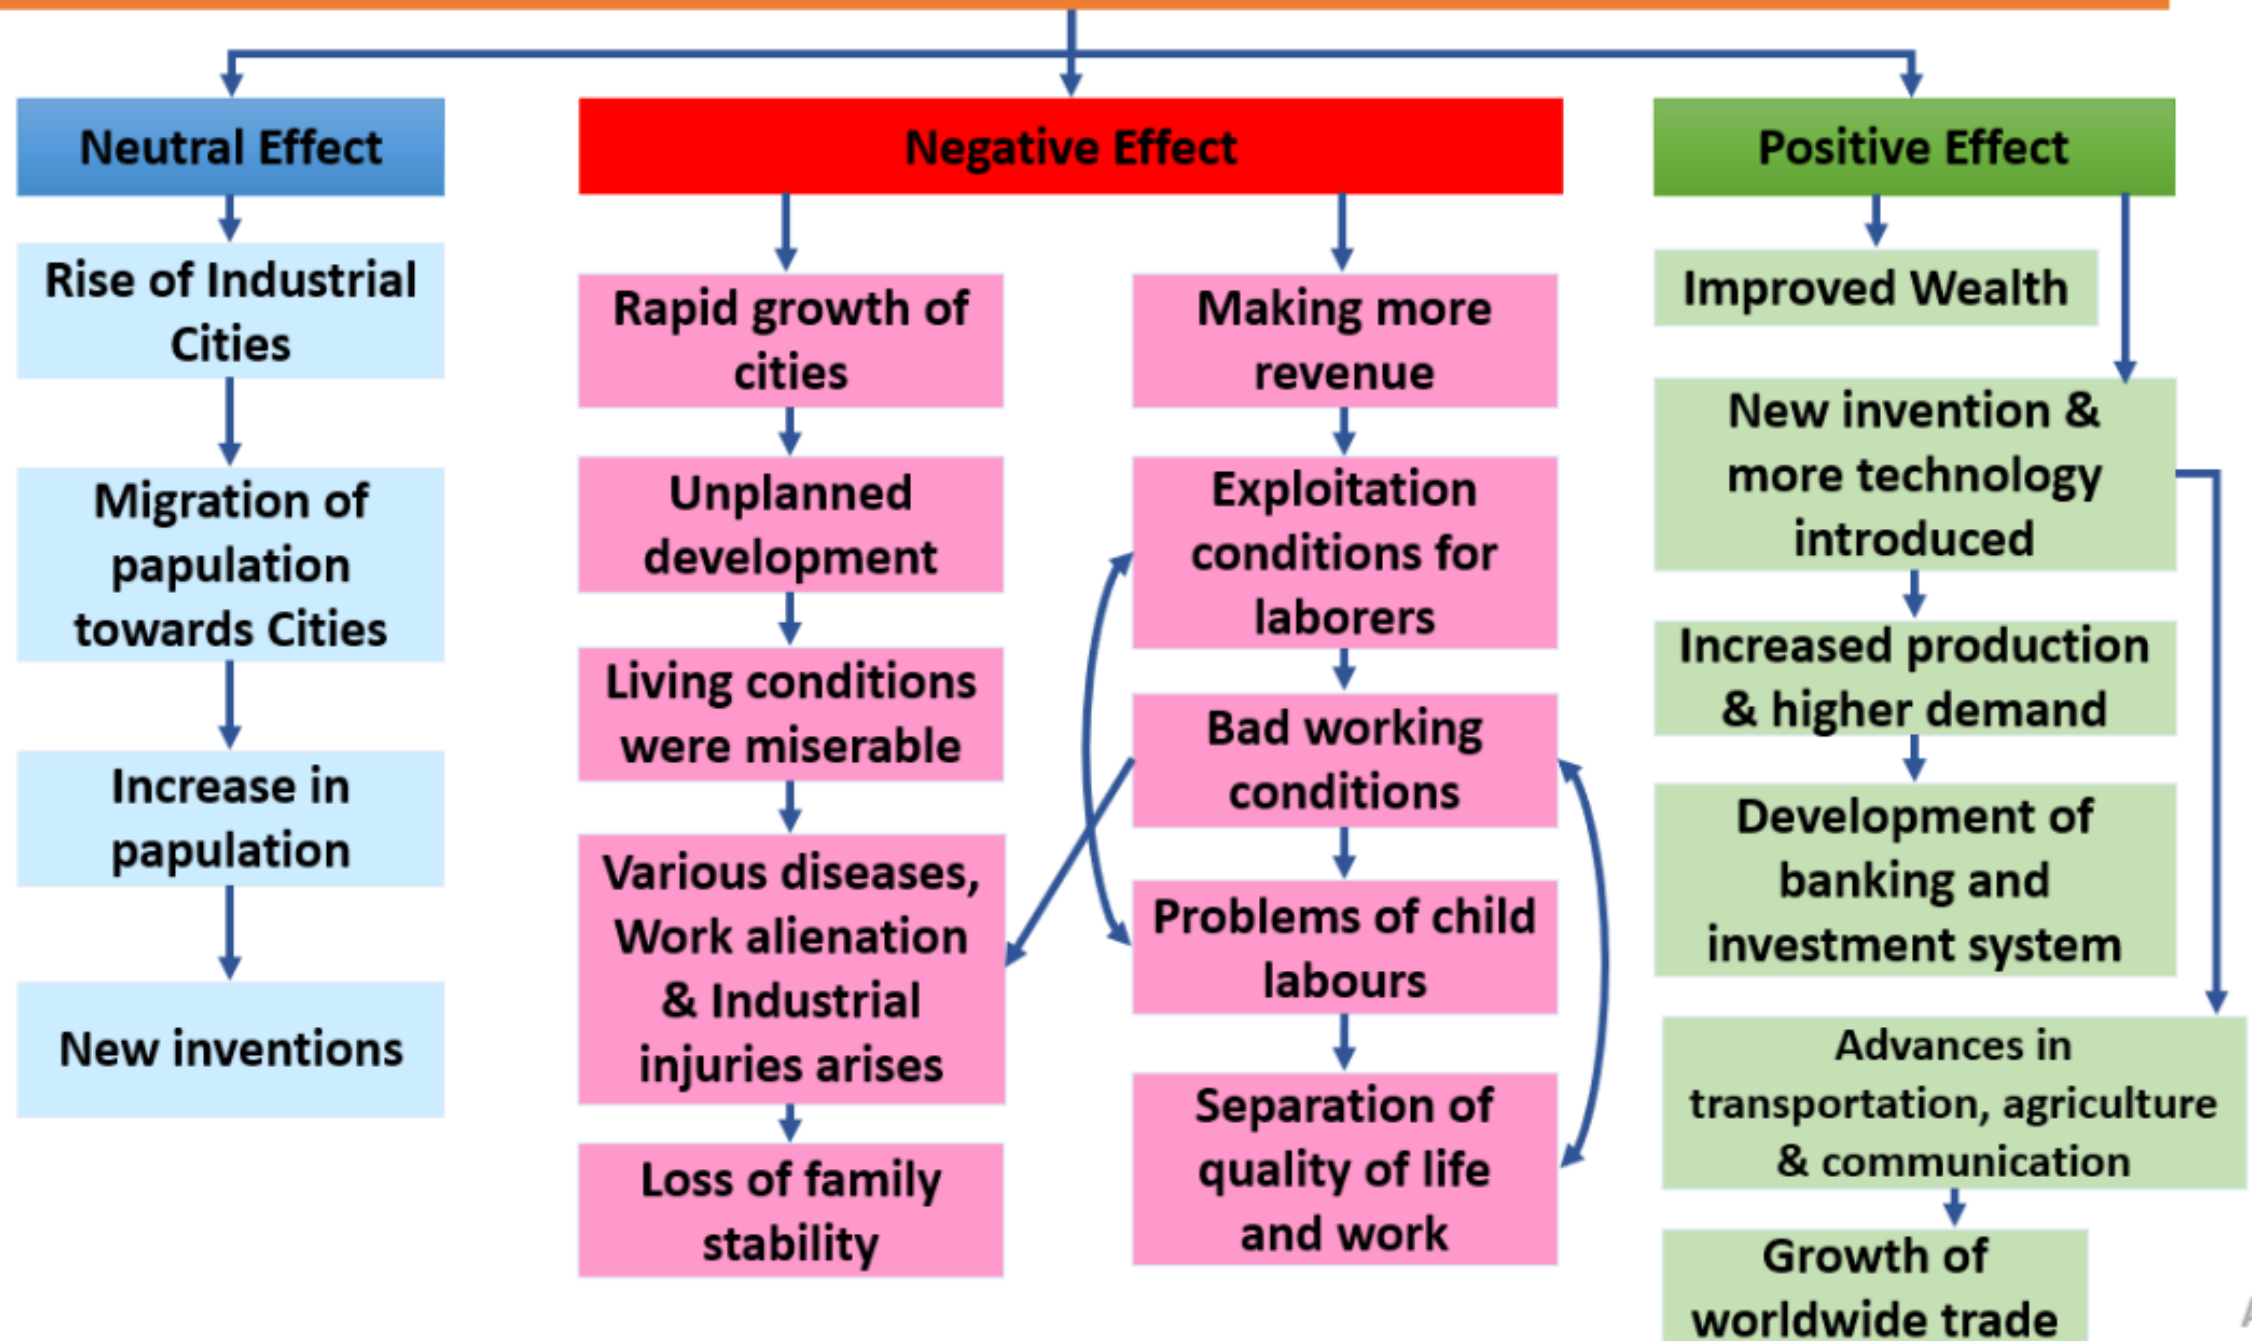 Neutral Effect
Rise of Industrial
Cities
Migration of
papulation
towards Cities
Increase in
papulation
New inventions
Negative Effect
Rapid growth of
cities
Unplanned
development
Living conditions
were miserable
Various diseases,
Work alienation
& Industrial
injuries arises
Loss of family
stability
Making more
revenue
Exploitation
conditions for
laborers
Bad working
conditions
Problems of child
labours
Separation of
quality of life
and work
Positive Effect
Improved Wealth
New invention &
more technology
introduced
Increased production
& higher demand
Development of
banking and
investment system
Advances in
transportation, agriculture
& communication
Growth of
worldwide trade